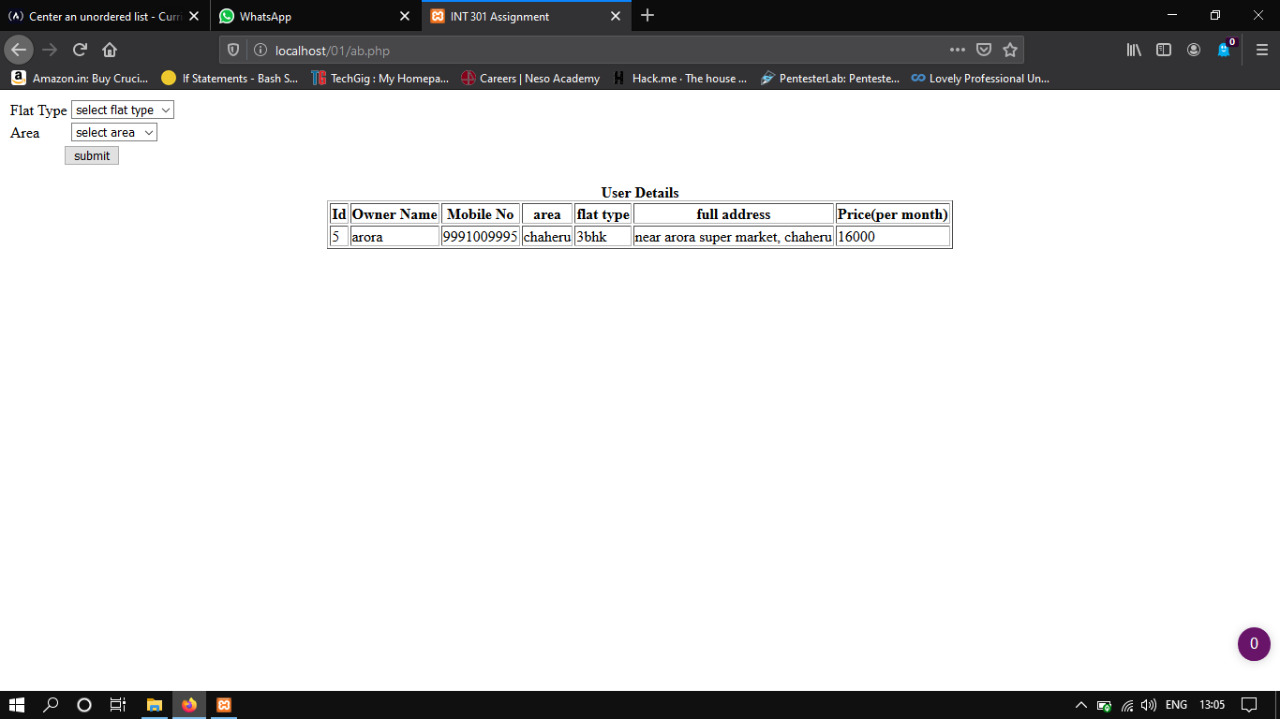 Center an unordered list - Curr
WhatsApp
INT 301 Assignment
localhost/01/ab.php
0
Amazon.in: Buy Cruci...
If Statements - Bash S...
TG TechGig : My Homepa...
Careers | Neso Academy
H Hack.me · The house ...
PentesterLab: Penteste...
Lovely Professional Un...
Flat Type select flat type
Area select area
submit
User Details
Id Owner Name Mobile No area flat type full address Price(per month)
5 arora 9991009995 chaheru 3bhk near arora super market, chaheru 16000
0
ENG 13:05